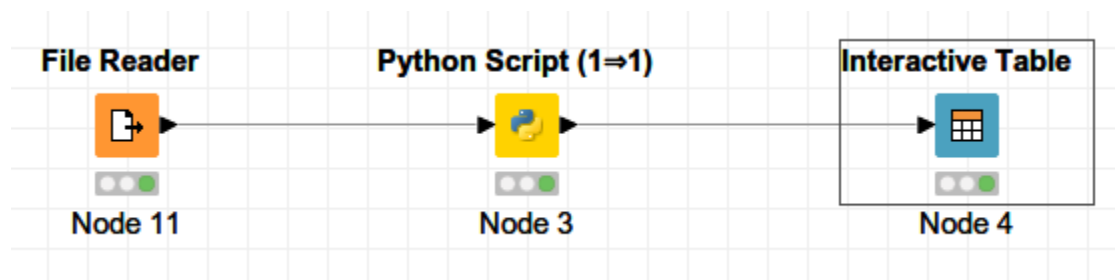 File Reader
Python Script (1⇒1)
Interactive Table
Node 11
Node 3
Node 4